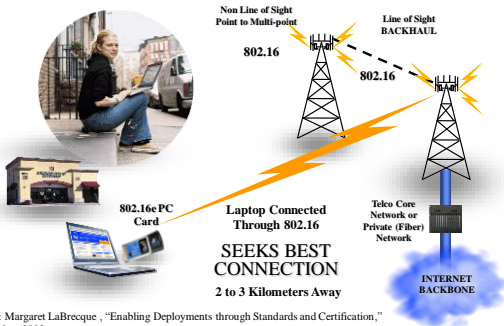 Non Line of Sight
Point to Multi-point
Line of Sight
BACKHAUL
802.16
802.16
802.16e PC
Card
Laptop Connected
Through 802.16
SEEKS BEST
CONNECTION
2 to 3 Kilometers Away
Telco Core
Network or
Private (Fiber)
Network
INTERNET
BACKBONE
: Margaret LaBrecque , “Enabling Deployments through Standards and Certification,”